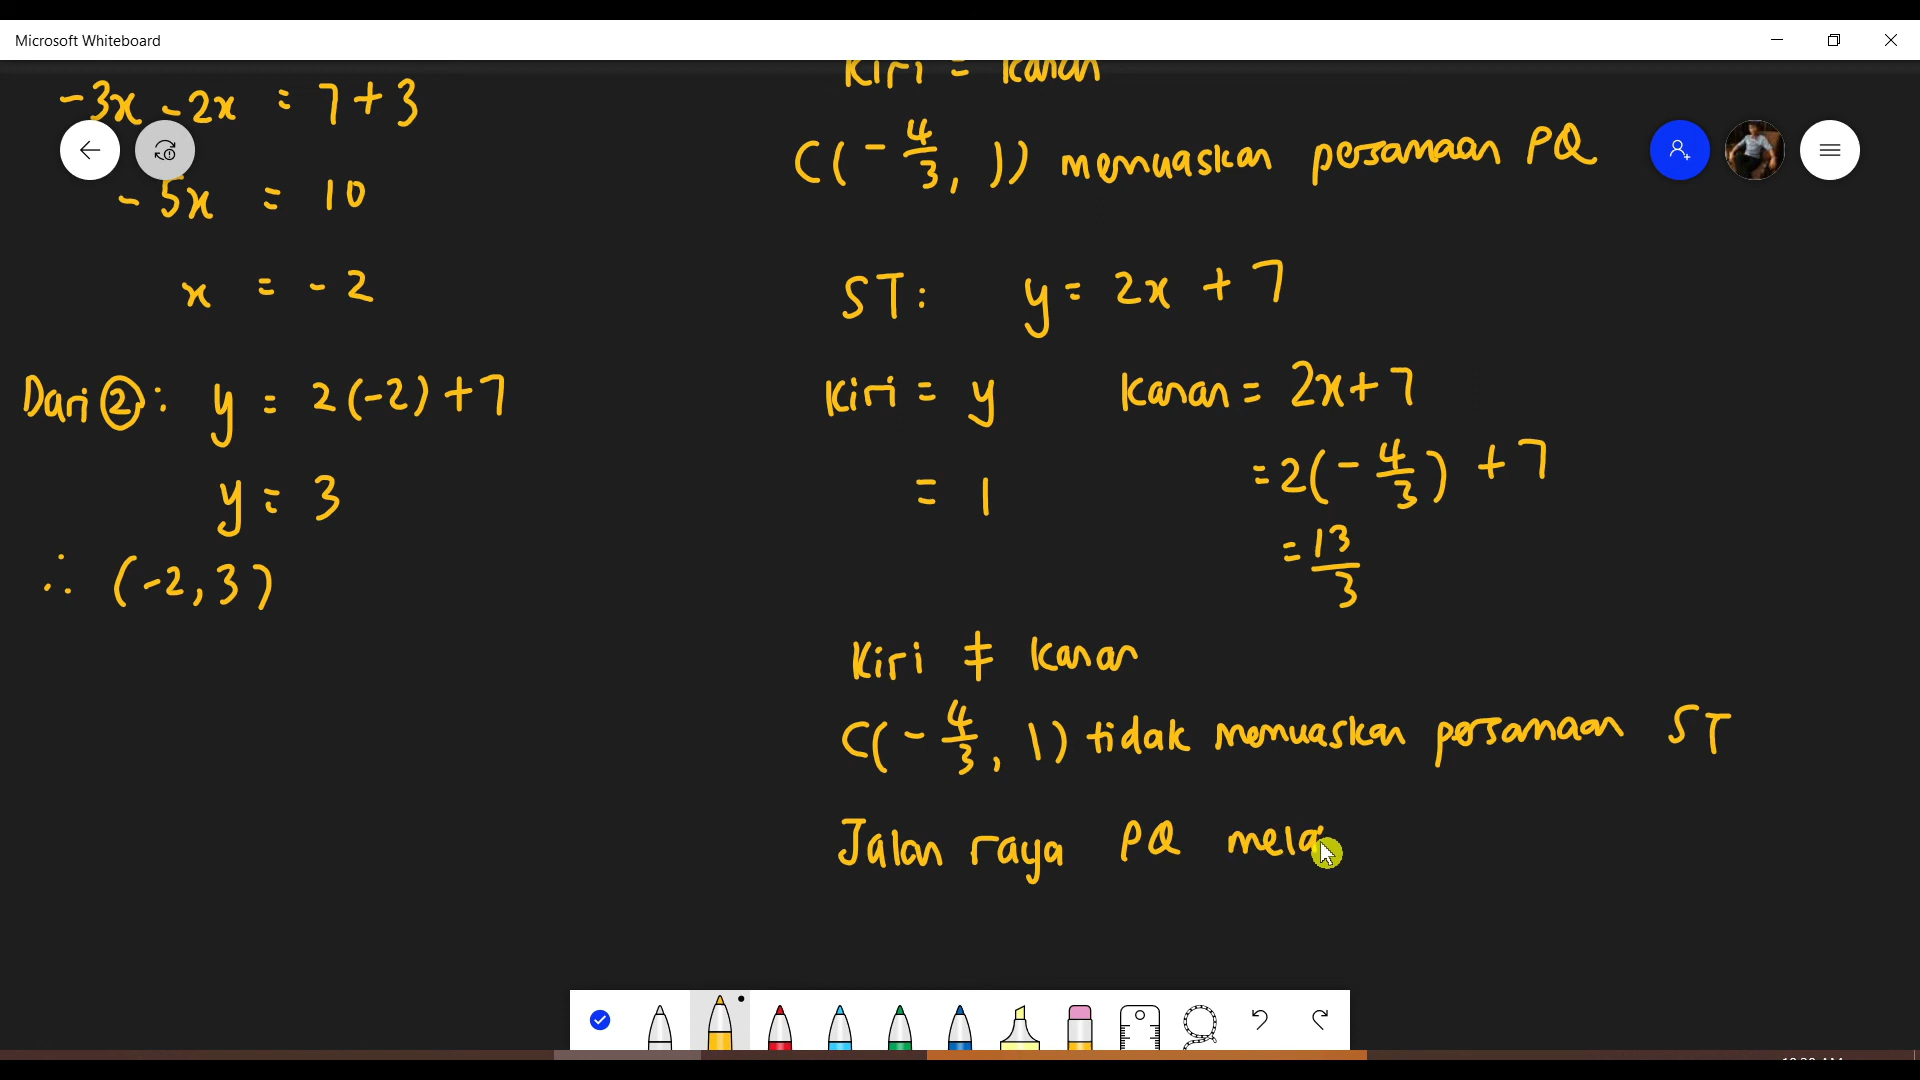 Microsoft Whiteboard
-3x - 2x = 7 + 3
-5x = 10
x = -2
Dari ②: y = 2(-2) + 7
y = 3
∴ (-2, 3)
Kiri = Kanan
C(-4/3, 1) memuaskan persamaan PQ
ST: y = 2x + 7
Kiri = y Kanan = 2x + 7
= 1 = 2(-4/3) + 7
= 13/3
Kiri ≠ Kanan
C(-4/3, 1) tidak memuaskan persamaan ST
Jalan raya PQ mela